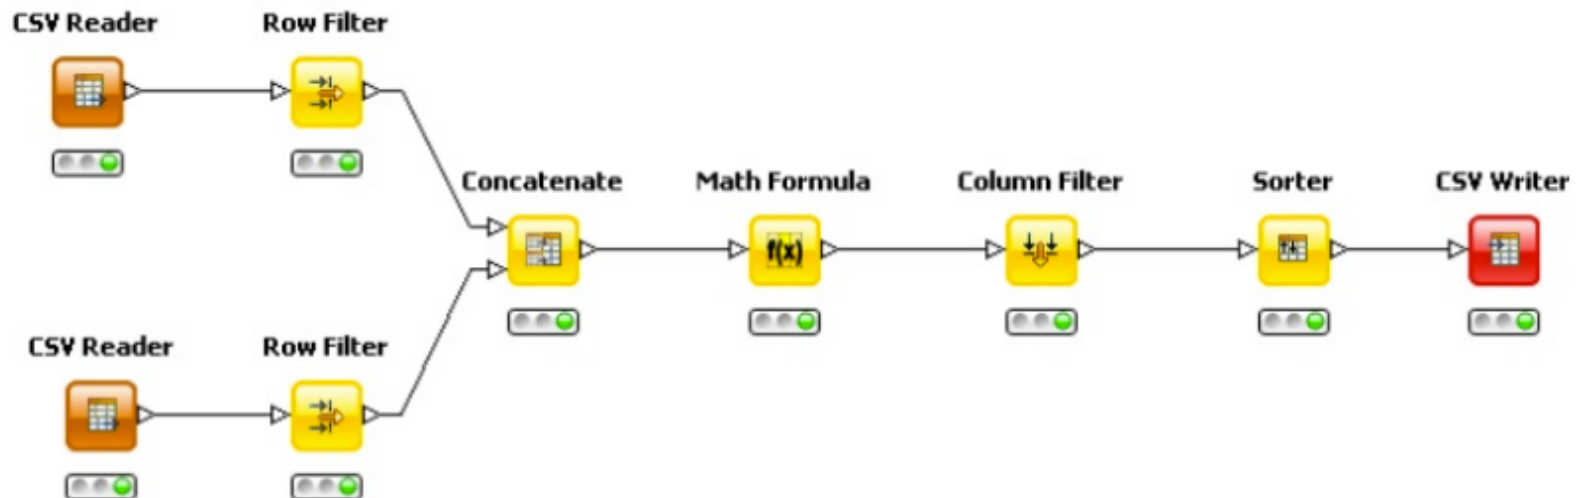 CSV Reader
Row Filter
Concatenate
Math Formula
f(x)
Column Filter
Sorter
CSV Writer
CSV Reader
Row Filter